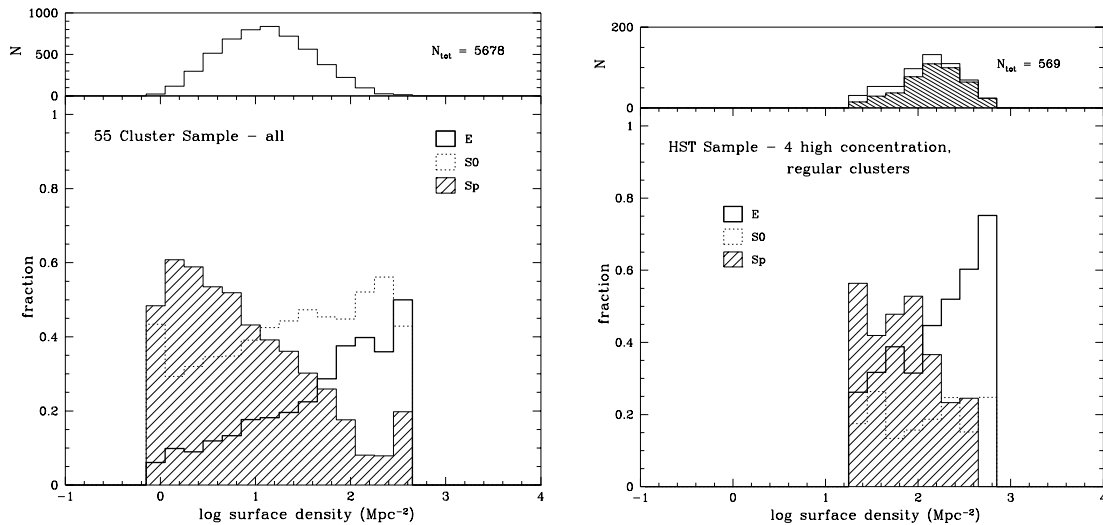 1000
500
0
N
N_tot = 5678
1
0.8
0.6
0.4
0.2
0
fraction
55 Cluster Sample – all
E
S0
Sp
-1
0
1
2
3
4
log surface density (Mpc⁻²)
200
100
0
N
N_tot = 569
1
0.8
0.6
0.4
0.2
0
fraction
HST Sample – 4 high concentration,
regular clusters
E
S0
Sp
-1
0
1
2
3
4
log surface density (Mpc⁻²)